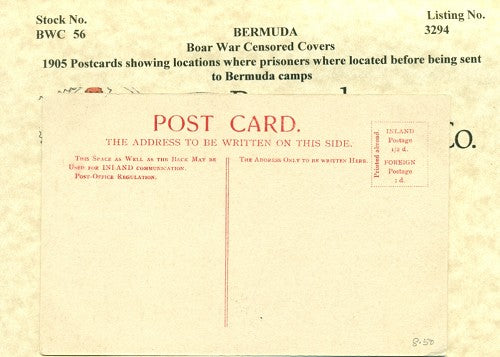 Stock No.
BWC 56
BERMUDA
Listing No.
3294
Boar War Censored Covers
1905 Postcards showing locations where prisoners where located before being sent
to Bermuda camps
CO.
POST CARD.
THE ADDRESS TO BE WRITTEN ON THIS SIDE.
This Space as Well as the Back May be
Used for INLAND communication.
Post-Office Regulation.
The Address Only to be Written Here.
Printed abroad.
INLAND
Postage
1/2 d.
FOREIGN
Postage
1 d.
8.50